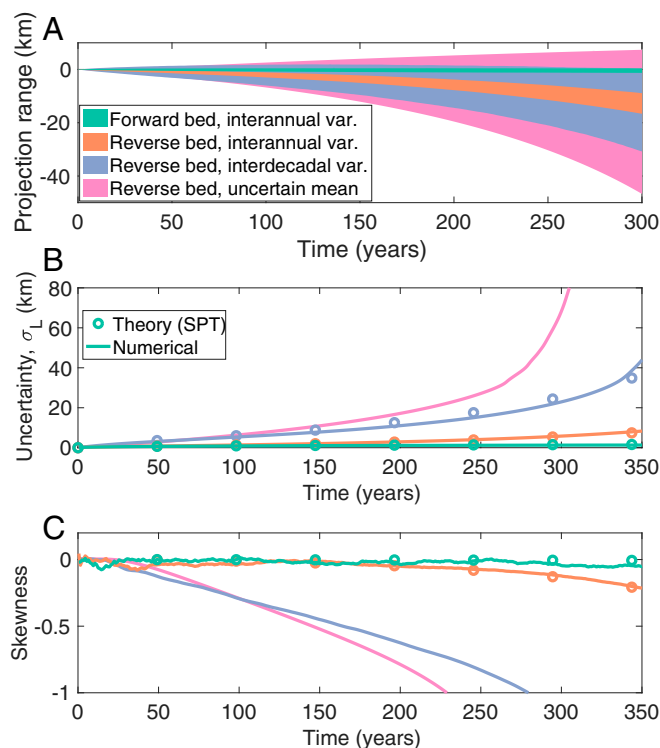 A
Projection range (km)
10
0
-20
-40
Forward bed, interannual var.
Reverse bed, interannual var.
Reverse bed, interdecadal var.
Reverse bed, uncertain mean
0 50 100 150 200 250 300
Time (years)
B
Uncertainty, σL (km)
80
60
40
20
0
Theory (SPT)
Numerical
0 50 100 150 200 250 300 350
Time (years)
C
Skewness
0
-0.5
-1
0 50 100 150 200 250 300 350
Time (years)